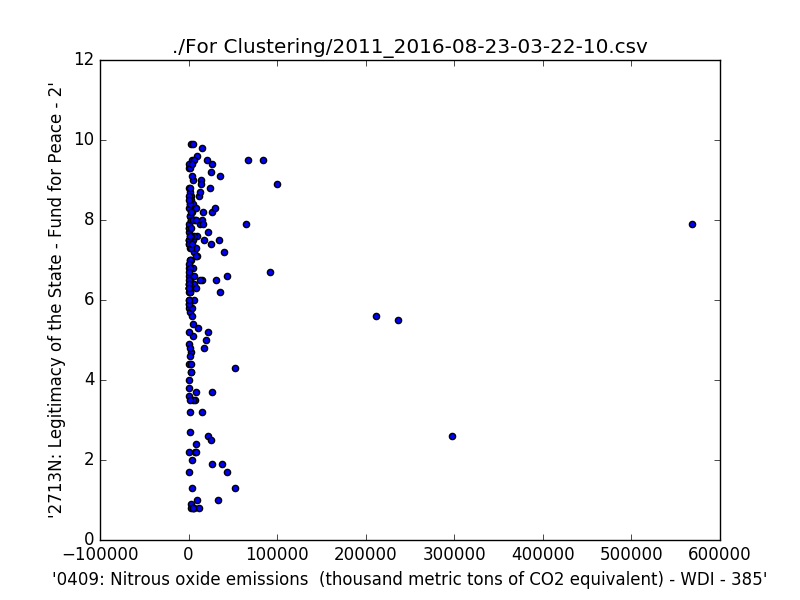 ./For Clustering/2011_2016-08-23-03-22-10.csv
12
10
8
6
4
2
0
'2713N: Legitimacy of the State - Fund for Peace - 2'
−100000 0 100000 200000 300000 400000 500000 600000
'0409: Nitrous oxide emissions  (thousand metric tons of CO2 equivalent) - WDI - 385'